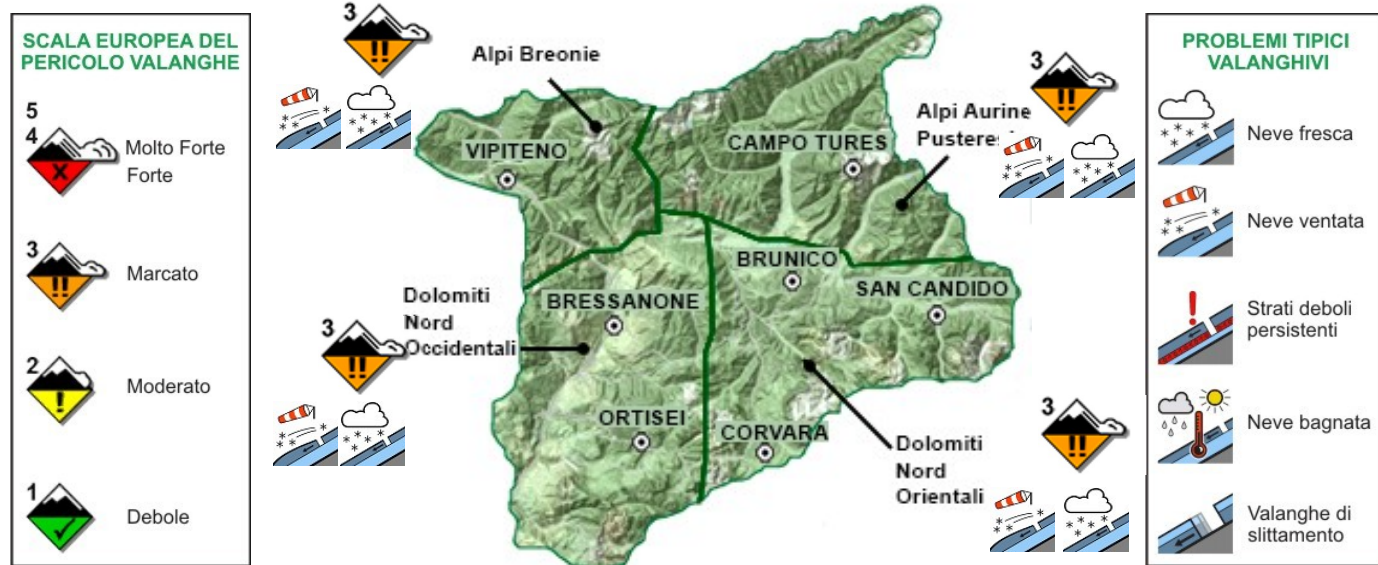 SCALA EUROPEA DEL
PERICOLO VALANGHE
5
4
Molto Forte
Forte
3
Marcato
2
Moderato
1
Debole
3
Alpi Breonie
3
Alpi Aurine
Pusteresi
VIPITENO
CAMPO TURES
BRUNICO
SAN CANDIDO
Dolomiti
Nord
Occidentali
BRESSANONE
3
ORTISEI
CORVARA
3
Dolomiti
Nord
Orientali
PROBLEMI TIPICI
VALANGHIVI
Neve fresca
Neve ventata
Strati deboli
persistenti
Neve bagnata
Valanghe di
slittamento